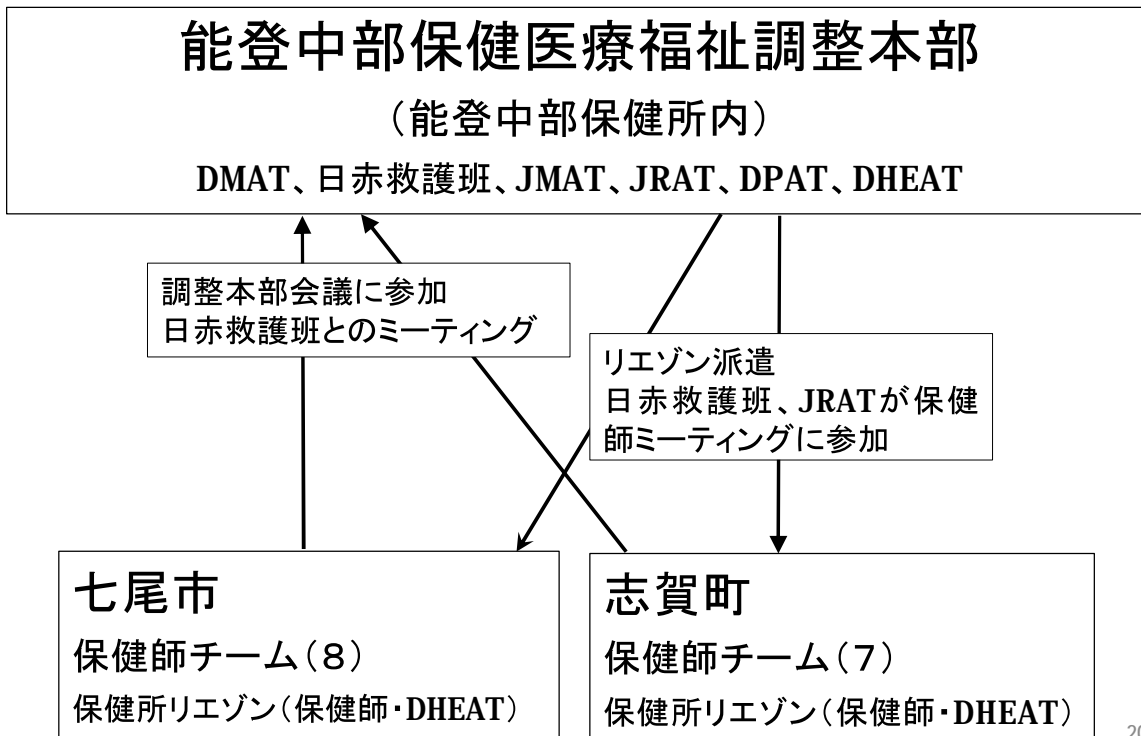 能登中部保健医療福祉調整本部
（能登中部保健所内）
DMAT、日赤救護班、JMAT、JRAT、DPAT、DHEAT
調整本部会議に参加
日赤救護班とのミーティング
リエゾン派遣
日赤救護班、JRATが保健
師ミーティングに参加
七尾市
保健師チーム（８）
保健所リエゾン（保健師・DHEAT）
志賀町
保健師チーム（７）
保健所リエゾン（保健師・DHEAT）
20